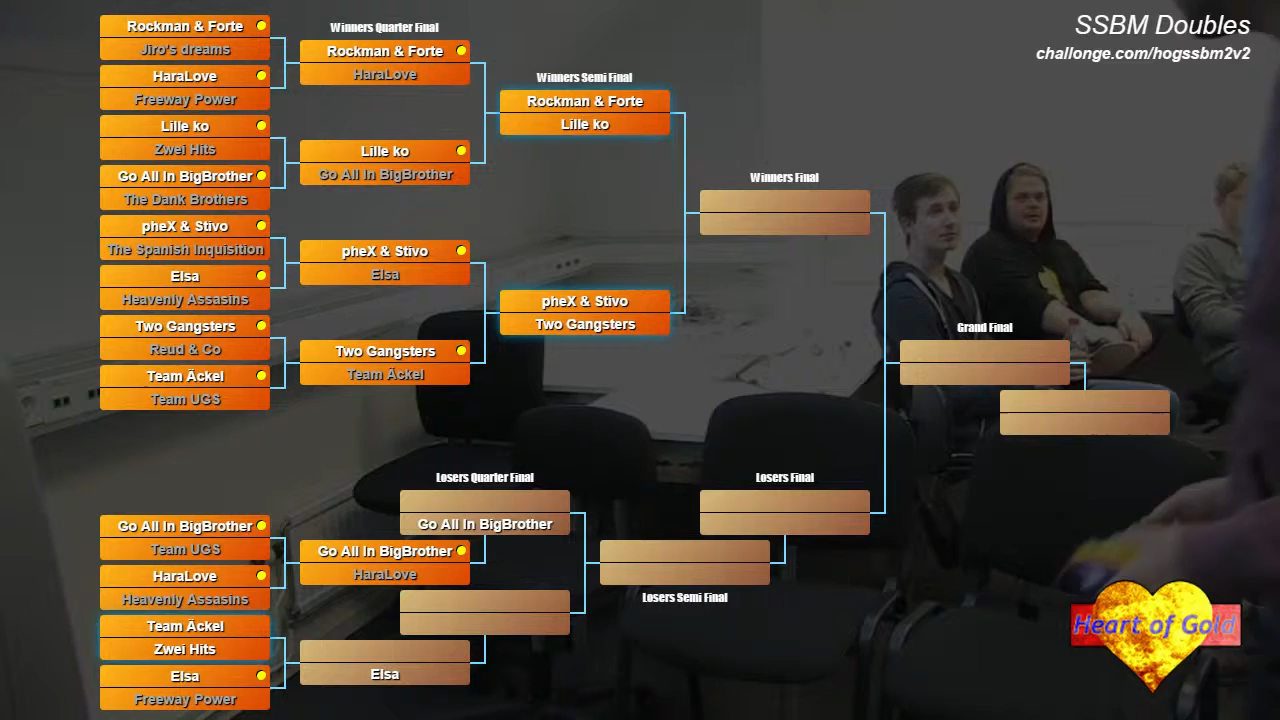 SSBM Doubles
challonge.com/hogssbm2v2
Rockman & Forte
Jiro's dreams
HaraLove
Freeway Power
Lille ko
Zwei Hits
Go All In BigBrother
The Dank Brothers
pheX & Stivo
The Spanish Inquisition
Elsa
Heavenly Assasins
Two Gangsters
Reud & Co
Team Äckel
Team UGS
Winners Quarter Final
Rockman & Forte
HaraLove
Lille ko
Go All In BigBrother
pheX & Stivo
Elsa
Two Gangsters
Team Äckel
Winners Semi Final
Rockman & Forte
Lille ko
pheX & Stivo
Two Gangsters
Winners Final
Grand Final
Go All In BigBrother
Team UGS
HaraLove
Heavenly Assasins
Team Äckel
Zwei Hits
Elsa
Freeway Power
Go All In BigBrother
HaraLove
Elsa
Losers Quarter Final
Go All In BigBrother
Losers Semi Final
Losers Final
Heart of Gold